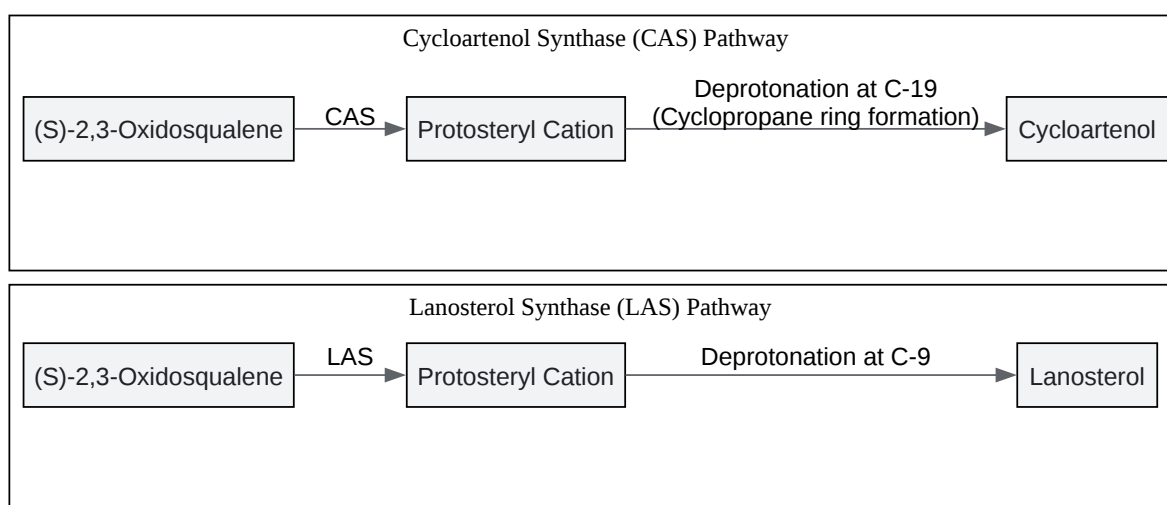 Cycloartenol Synthase (CAS) Pathway
(S)-2,3-Oxidosqualene
CAS
Protosteryl Cation
Deprotonation at C-19
(Cyclopropane ring formation)
Cycloartenol
Lanosterol Synthase (LAS) Pathway
(S)-2,3-Oxidosqualene
LAS
Protosteryl Cation
Deprotonation at C-9
Lanosterol